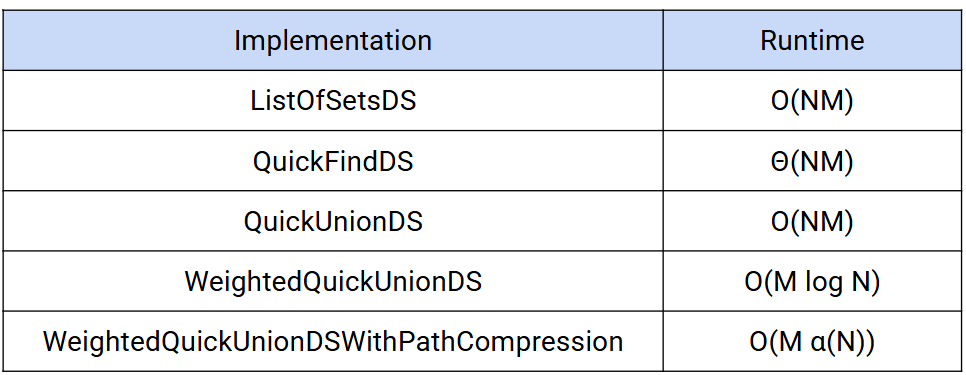 Implementation Runtime
ListOfSetsDS O(NM)
QuickFindDS Θ(NM)
QuickUnionDS O(NM)
WeightedQuickUnionDS O(M log N)
WeightedQuickUnionDSWithPathCompression O(M α(N))